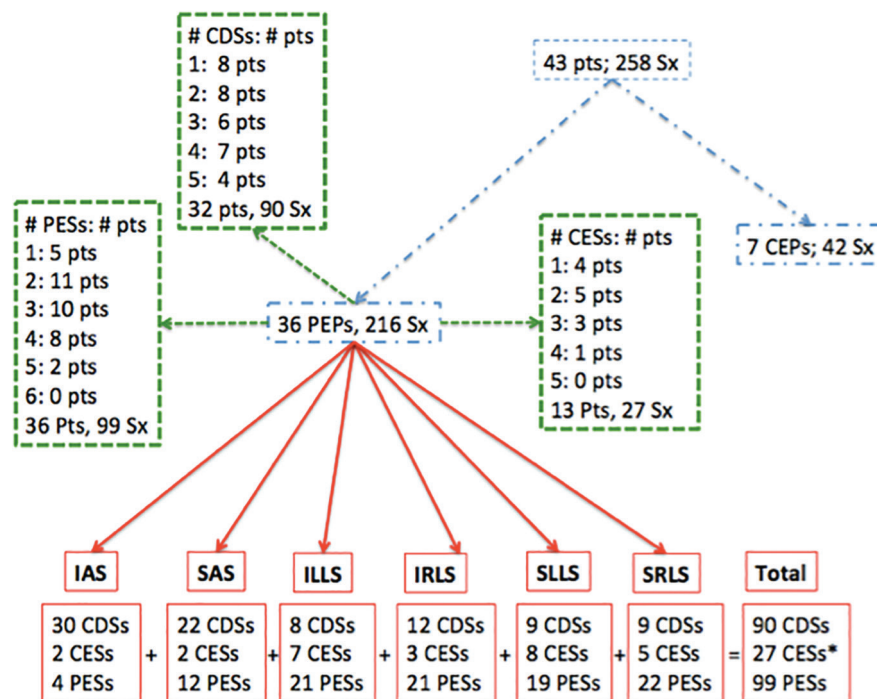 # CDSs: # pts
1: 8 pts
2: 8 pts
3: 6 pts
4: 7 pts
5: 4 pts
32 pts, 90 Sx
43 pts; 258 Sx
7 CEPs; 42 Sx
# PESs: # pts
1: 5 pts
2: 11 pts
3: 10 pts
4: 8 pts
5: 2 pts
6: 0 pts
36 Pts, 99 Sx
36 PEPs, 216 Sx
# CESs: # pts
1: 4 pts
2: 5 pts
3: 3 pts
4: 1 pts
5: 0 pts
13 Pts, 27 Sx
IAS SAS ILLS IRLS SLLS SRLS Total
30 CDSs 22 CDSs 8 CDSs 12 CDSs 9 CDSs 9 CDSs 90 CDSs
2 CESs + 2 CESs + 7 CESs + 3 CESs + 8 CESs + 5 CESs = 27 CESs*
4 PESs 12 PESs 21 PESs 21 PESs 19 PESs 22 PESs 99 PESs